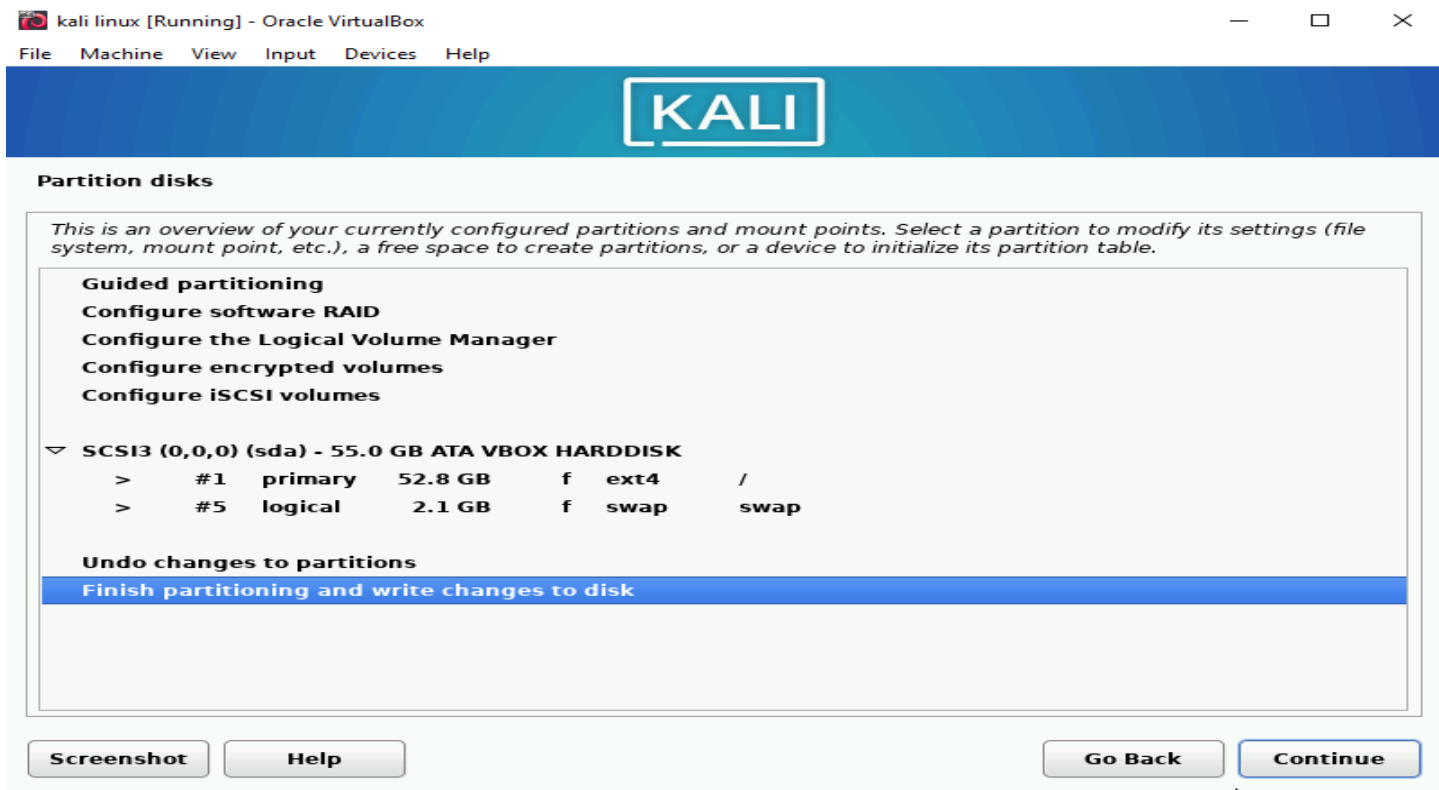 kali linux [Running] - Oracle VirtualBox
File Machine View Input Devices Help
KALI
Partition disks
This is an overview of your currently configured partitions and mount points. Select a partition to modify its settings (file
system, mount point, etc.), a free space to create partitions, or a device to initialize its partition table.
Guided partitioning
Configure software RAID
Configure the Logical Volume Manager
Configure encrypted volumes
Configure iSCSI volumes
SCSI3 (0,0,0) (sda) - 55.0 GB ATA VBOX HARDDISK
> #1 primary 52.8 GB f ext4 /
> #5 logical 2.1 GB f swap swap
Undo changes to partitions
Finish partitioning and write changes to disk
Screenshot Help Go Back Continue